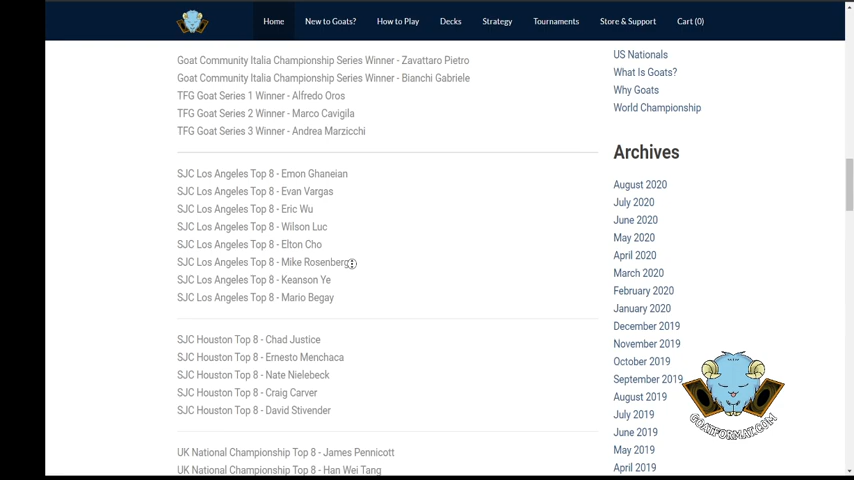 Home New to Goats? How to Play Decks Strategy Tournaments Store & Support Cart (0)
Goat Community Italia Championship Series Winner - Zavattaro Pietro
Goat Community Italia Championship Series Winner - Bianchi Gabriele
TFG Goat Series 1 Winner - Alfredo Oros
TFG Goat Series 2 Winner - Marco Cavigila
TFG Goat Series 3 Winner - Andrea Marzicchi
SJC Los Angeles Top 8 - Emon Ghaneian
SJC Los Angeles Top 8 - Evan Vargas
SJC Los Angeles Top 8 - Eric Wu
SJC Los Angeles Top 8 - Wilson Luc
SJC Los Angeles Top 8 - Elton Cho
SJC Los Angeles Top 8 - Mike Rosenberg
SJC Los Angeles Top 8 - Keanson Ye
SJC Los Angeles Top 8 - Mario Begay
SJC Houston Top 8 - Chad Justice
SJC Houston Top 8 - Ernesto Menchaca
SJC Houston Top 8 - Nate Nielebeck
SJC Houston Top 8 - Craig Carver
SJC Houston Top 8 - David Stivender
UK National Championship Top 8 - James Pennicott
UK National Championship Top 8 - Han Wei Tang
US Nationals
What Is Goats?
Why Goats
World Championship
Archives
August 2020
July 2020
June 2020
May 2020
April 2020
March 2020
February 2020
January 2020
December 2019
November 2019
October 2019
September 2019
August 2019
July 2019
June 2019
May 2019
April 2019
GOATFORMAT.COM